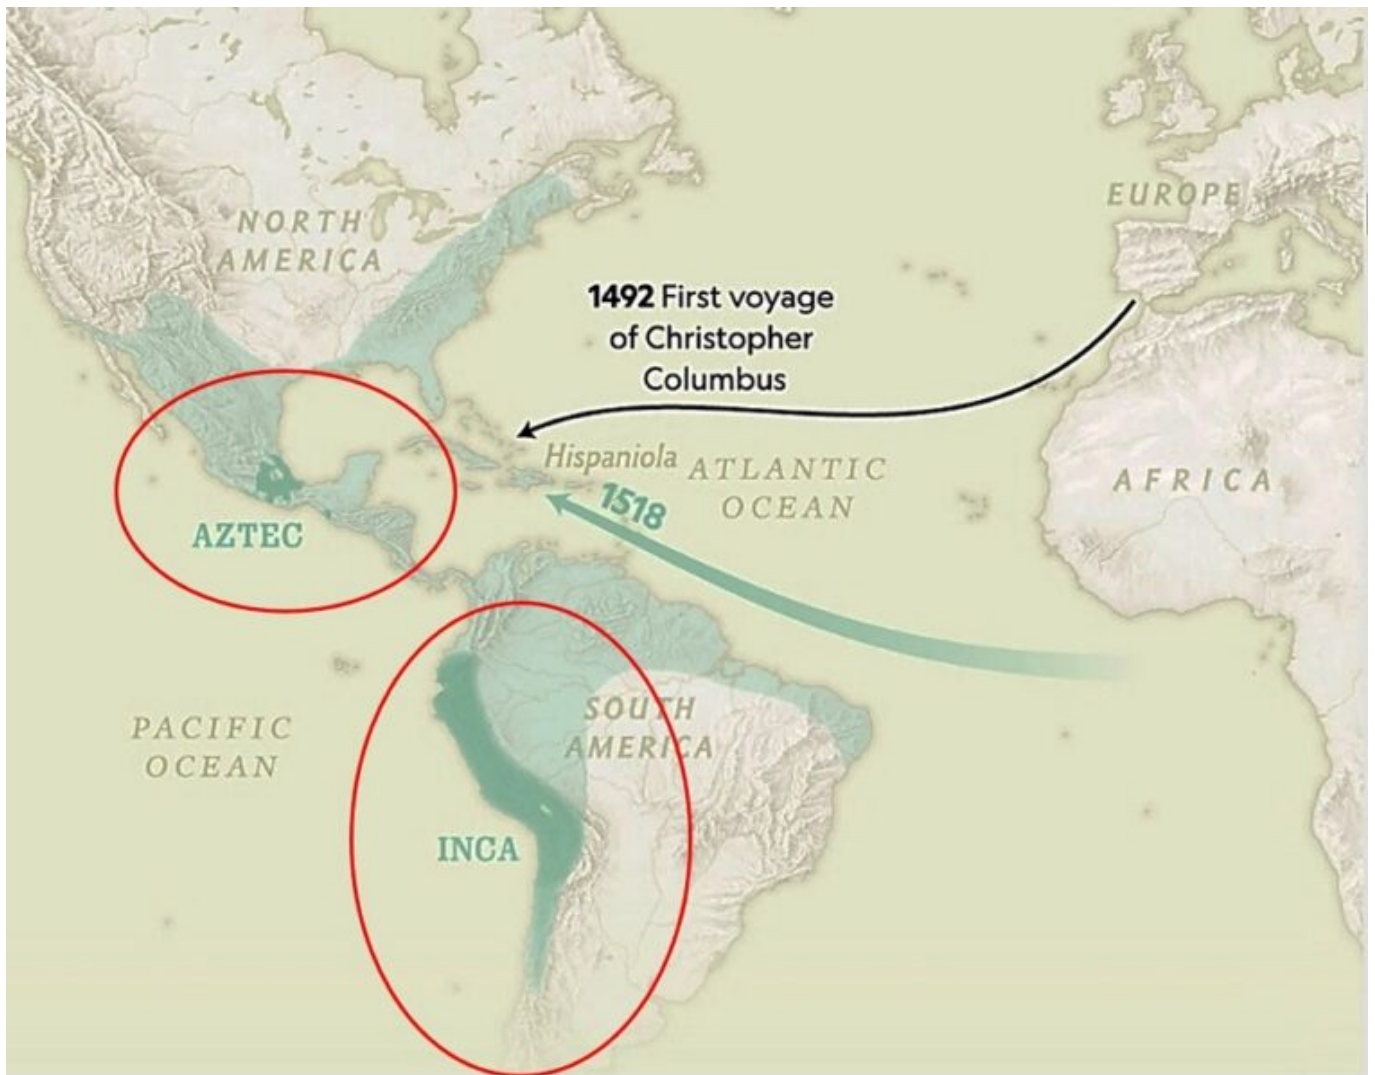 NORTH
AMERICA
EUROPE
1492 First voyage
of Christopher
Columbus
Hispaniola
ATLANTIC
OCEAN
AFRICA
1518
AZTEC
SOUTH
AMERICA
PACIFIC
OCEAN
INCA